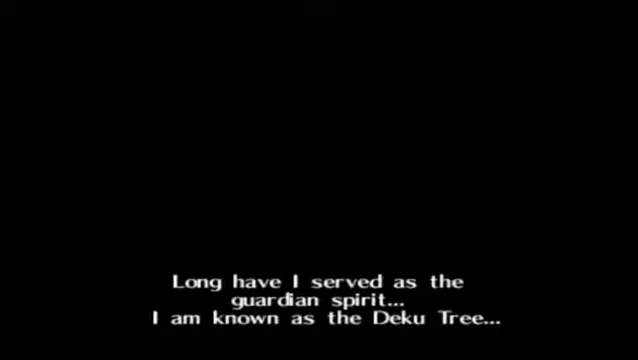 Long have I served as the
guardian spirit...
I am known as the Deku Tree...